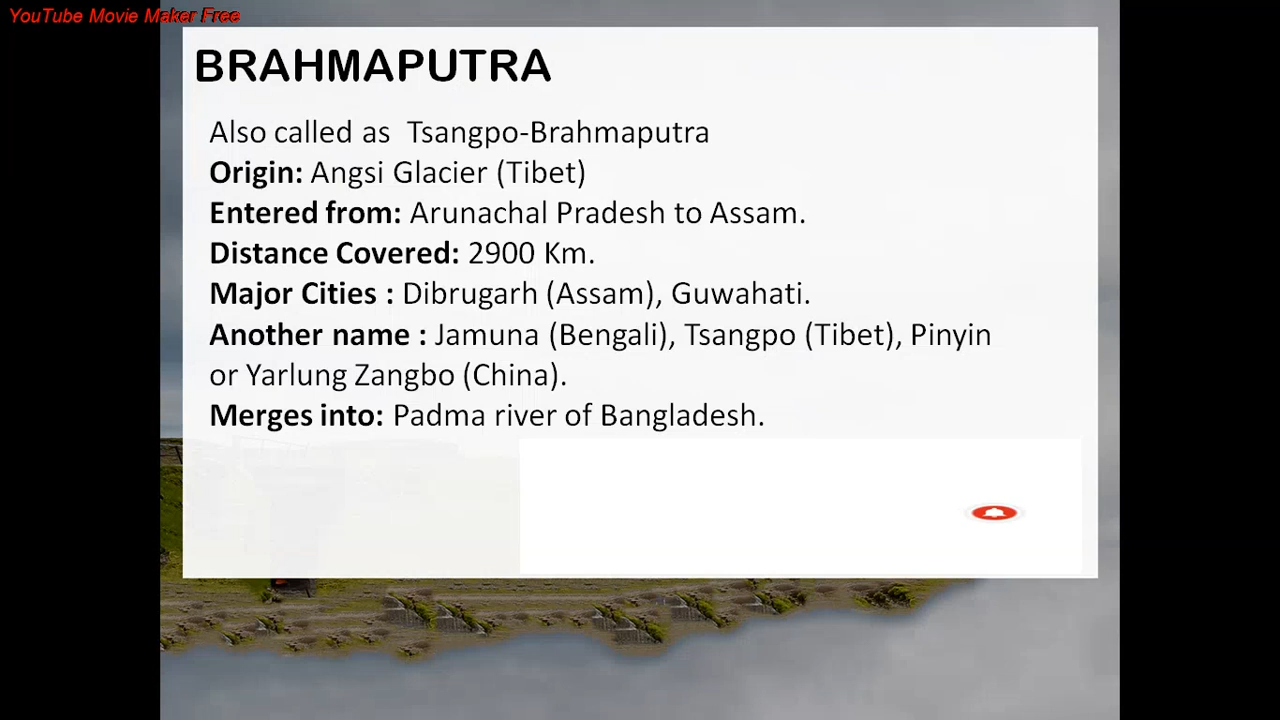 YouTube Movie Maker Free
BRAHMAPUTRA
Also called as Tsangpo-Brahmaputra
Origin: Angsi Glacier (Tibet)
Entered from: Arunachal Pradesh to Assam.
Distance Covered: 2900 Km.
Major Cities : Dibrugarh (Assam), Guwahati.
Another name : Jamuna (Bengali), Tsangpo (Tibet), Pinyin
or Yarlung Zangbo (China).
Merges into: Padma river of Bangladesh.